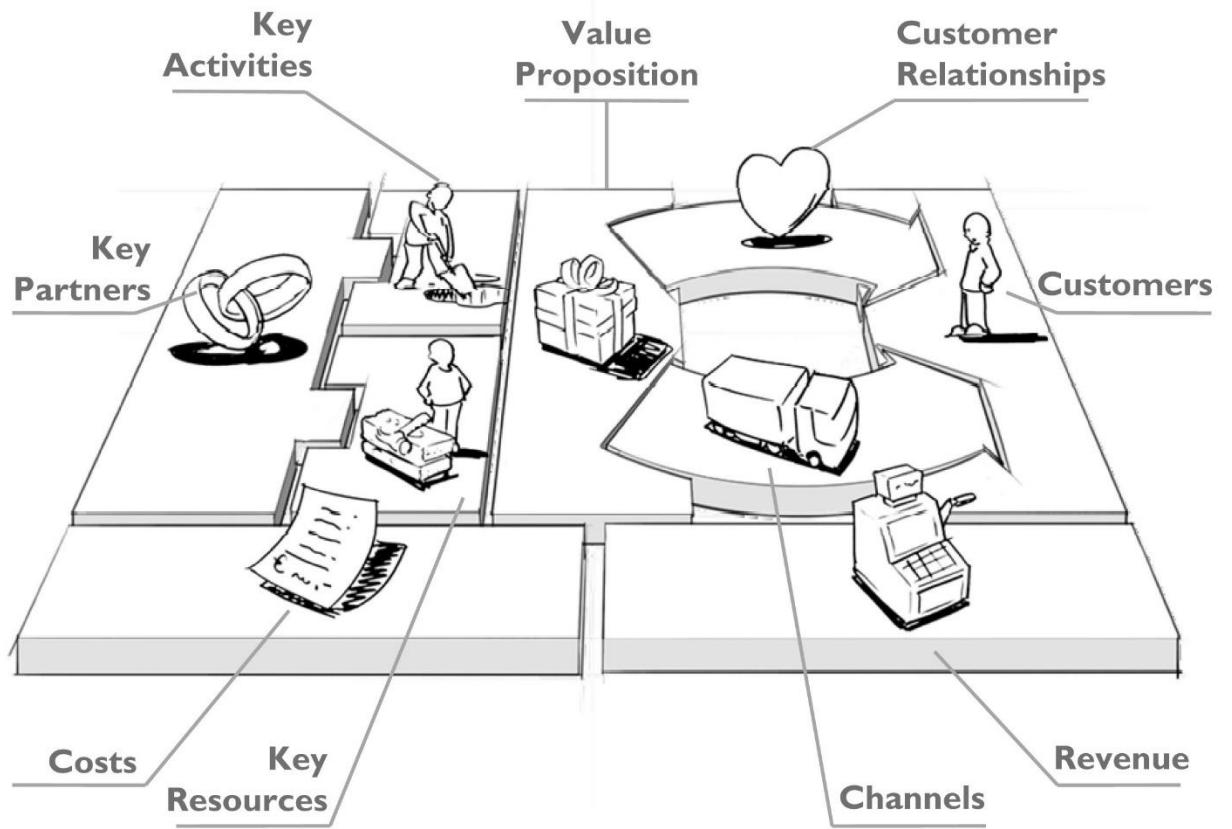 Key
Activities
Value
Proposition
Customer
Relationships
Key
Partners
Customers
Costs
Key
Resources
Channels
Revenue